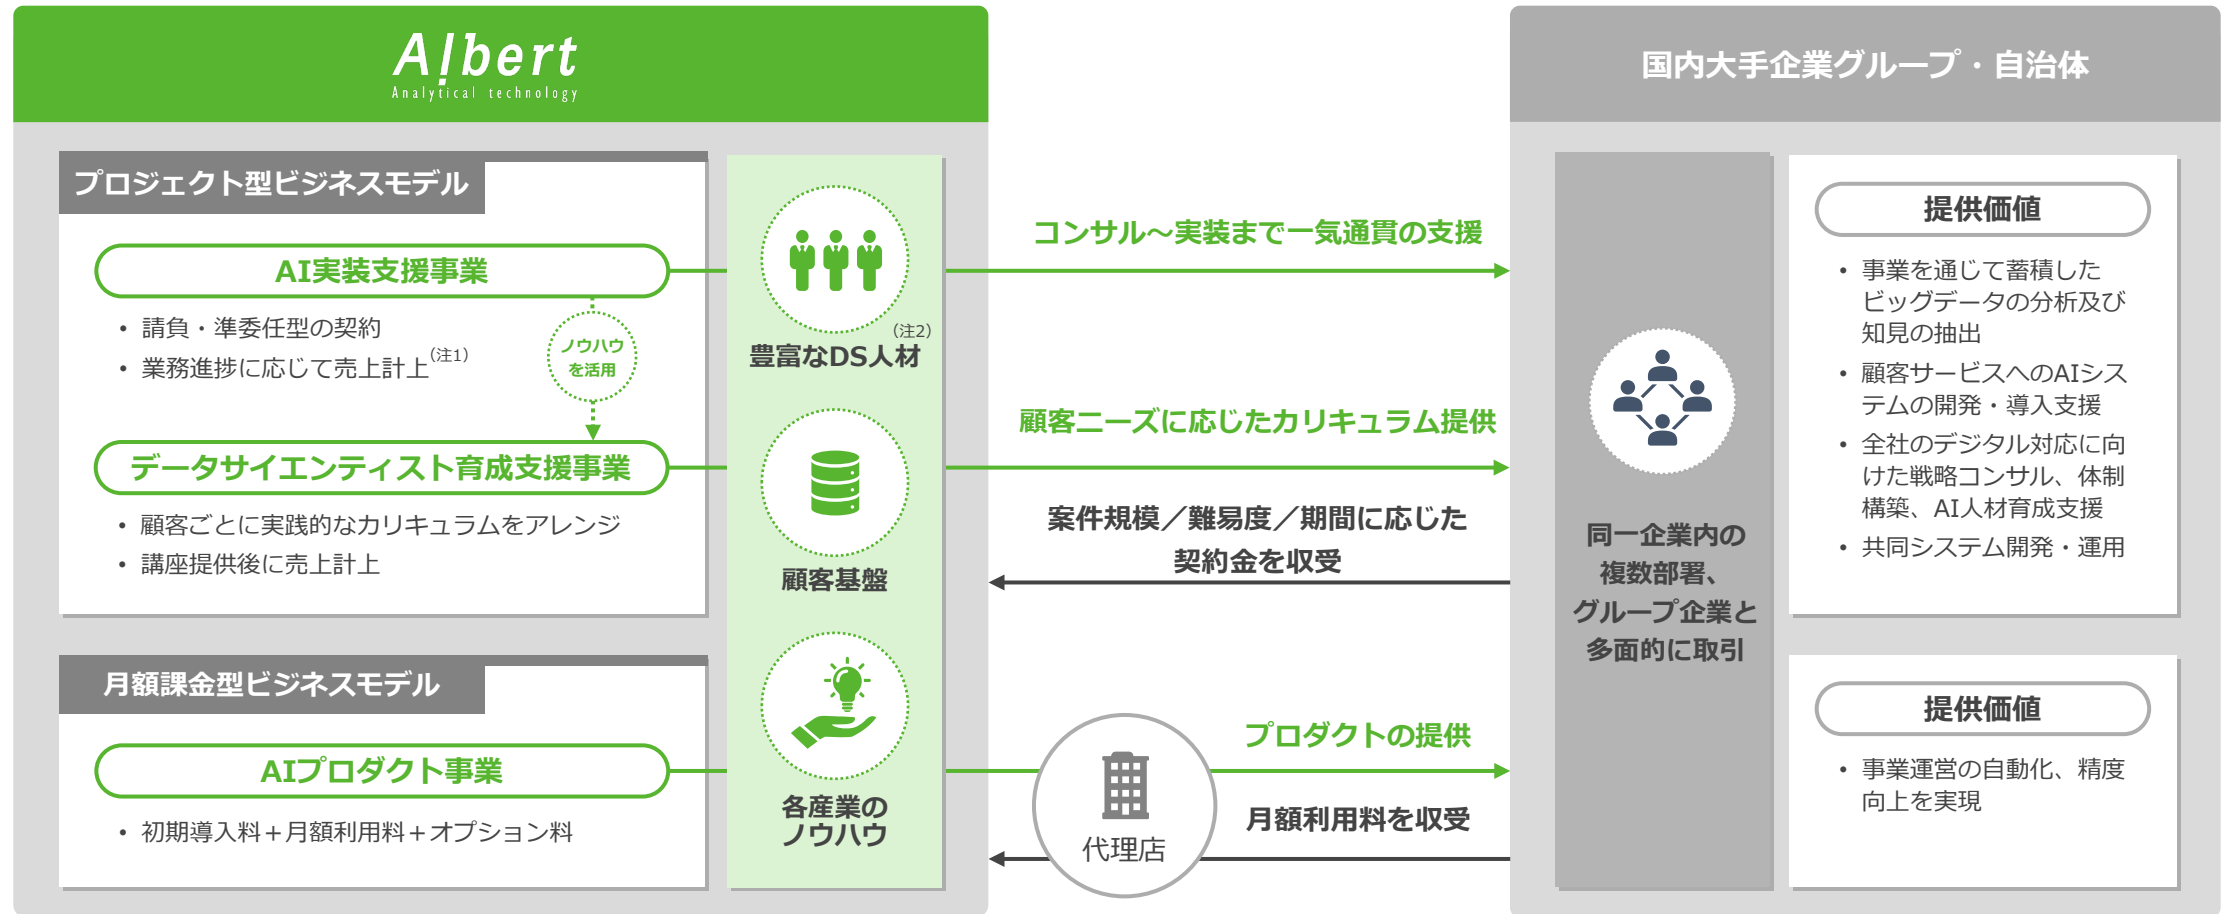 Albert
Analytical technology
プロジェクト型ビジネスモデル
AI実装支援事業
• 請負・準委任型の契約
• 業務進捗に応じて売上計上(注1)
ノウハウ
を活用
データサイエンティスト育成支援事業
• 顧客ごとに実践的なカリキュラムをアレンジ
• 講座提供後に売上計上
月額課金型ビジネスモデル
AIプロダクト事業
• 初期導入料＋月額利用料＋オプション料
(注2)
豊富なDS人材
顧客基盤
各産業の
ノウハウ
コンサル～実装まで一気通貫の支援
顧客ニーズに応じたカリキュラム提供
案件規模／難易度／期間に応じた
契約金を収受
プロダクトの提供
月額利用料を収受
代理店
国内大手企業グループ・自治体
同一企業内の
複数部署、
グループ企業と
多面的に取引
提供価値
• 事業を通じて蓄積した
ビッグデータの分析及び
知見の抽出
• 顧客サービスへのAIシス
テムの開発・導入支援
• 全社のデジタル対応に向
けた戦略コンサル、体制
構築、AI人材育成支援
• 共同システム開発・運用
提供価値
• 事業運営の自動化、精度
向上を実現